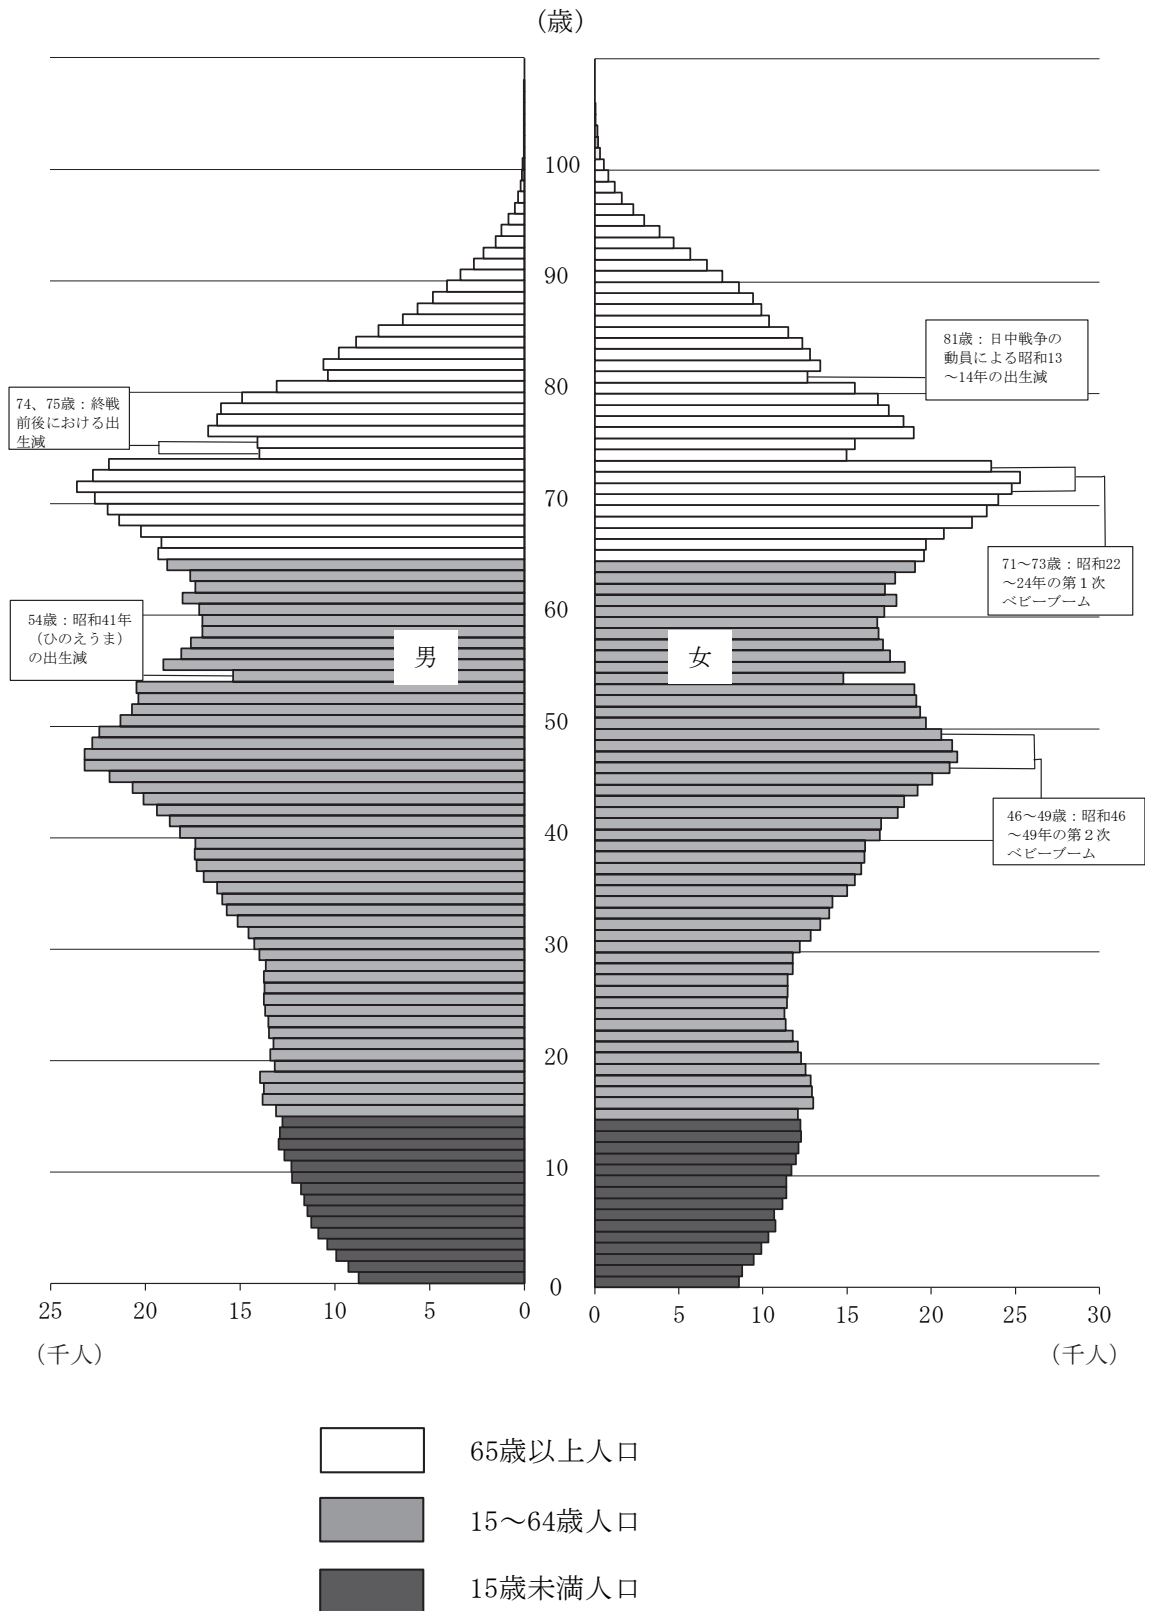 (歳)
100
90
80
70
60
50
40
30
20
10
0
81歳：日中戦争の
動員による昭和13
～14年の出生減
74、75歳：終戦
前後における出
生減
71～73歳：昭和22
～24年の第１次
ベビーブーム
54歳：昭和41年
（ひのえうま）
の出生減
男
女
46～49歳：昭和46
～49年の第２次
ベビーブーム
25 20 15 10 5 0
0 5 10 15 20 25 30
(千人)
(千人)
65歳以上人口
15～64歳人口
15歳未満人口